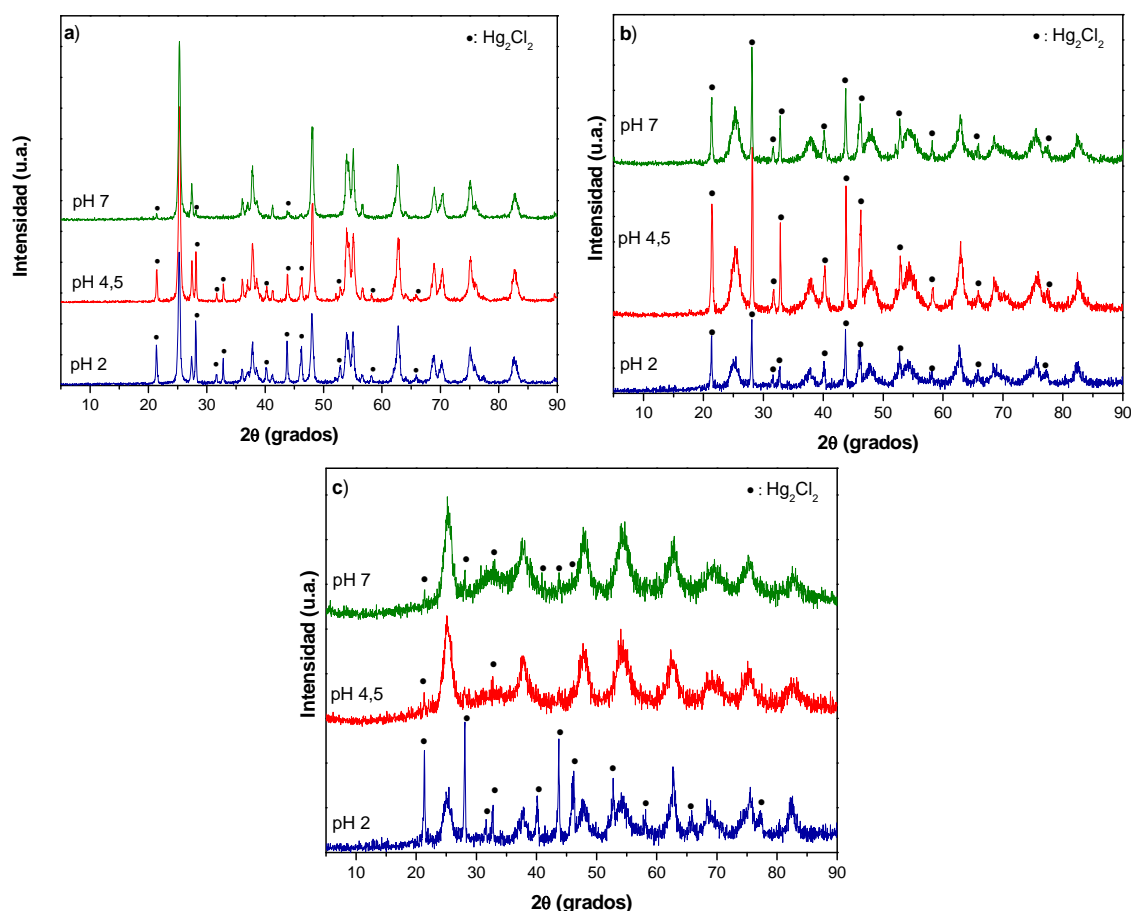 a)
•: Hg₂Cl₂
Intensidad (u.a.)
pH 7
pH 4,5
pH 2
10 20 30 40 50 60 70 80 90
2θ (grados)
b)
• : Hg₂Cl₂
Intensidad (u.a.)
pH 7
pH 4,5
pH 2
10 20 30 40 50 60 70 80 90
2θ (grados)
c)
• : Hg₂Cl₂
Intensidad (u.a.)
pH 7
pH 4,5
pH 2
10 20 30 40 50 60 70 80 90
2θ (grados)